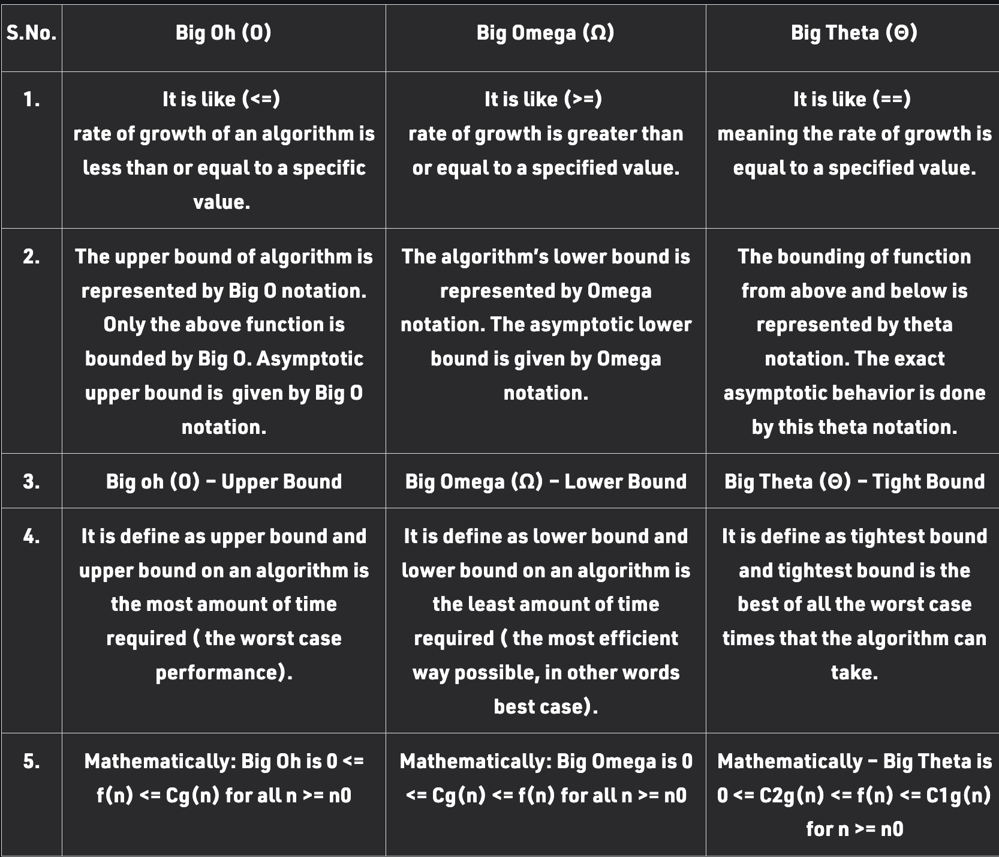 S.No.
Big Oh (O)
Big Omega (Ω)
Big Theta (Θ)
1.
It is like (<=)
rate of growth of an algorithm is
less than or equal to a specific
value.
It is like (>=)
rate of growth is greater than
or equal to a specified value.
It is like (==)
meaning the rate of growth is
equal to a specified value.
2.
The upper bound of algorithm is
represented by Big O notation.
Only the above function is
bounded by Big O. Asymptotic
upper bound is  given by Big O
notation.
The algorithm’s lower bound is
represented by Omega
notation. The asymptotic lower
bound is given by Omega
notation.
The bounding of function
from above and below is
represented by theta
notation. The exact
asymptotic behavior is done
by this theta notation.
3.
Big oh (O) – Upper Bound
Big Omega (Ω) – Lower Bound
Big Theta (Θ) – Tight Bound
4.
It is define as upper bound and
upper bound on an algorithm is
the most amount of time
required ( the worst case
performance).
It is define as lower bound and
lower bound on an algorithm is
the least amount of time
required ( the most efficient
way possible, in other words
best case).
It is define as tightest bound
and tightest bound is the
best of all the worst case
times that the algorithm can
take.
5.
Mathematically: Big Oh is 0 <=
f(n) <= Cg(n) for all n >= n0
Mathematically: Big Omega is 0
<= Cg(n) <= f(n) for all n >= n0
Mathematically – Big Theta is
0 <= C2g(n) <= f(n) <= C1g(n)
for n >= n0